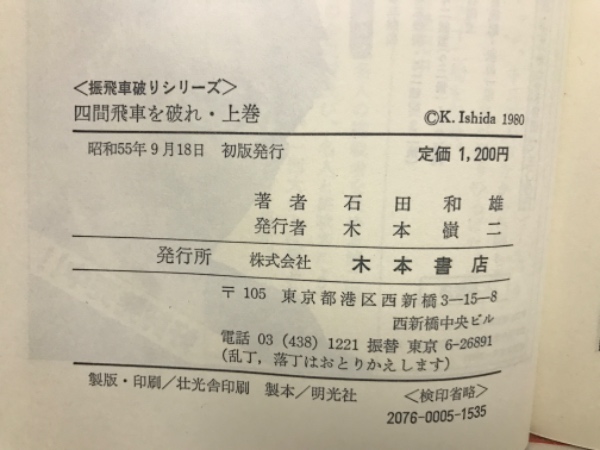 〈振飛車破りシリーズ〉
四間飛車を破れ・上巻
©K. Ishida 1980
昭和55年9月18日 初版発行 定価 1,200円
著者 石田和雄
発行者 木本嶺二
発行所 株式会社 木本書店
〒105 東京都港区西新橋3—15—8
西新橋中央ビル
電話 03 (438) 1221 振替 東京 6-26891
(乱丁，落丁はおとりかえします)
製版・印刷／壮光舎印刷 製本／明光社 〈検印省略〉
2076-0005-1535